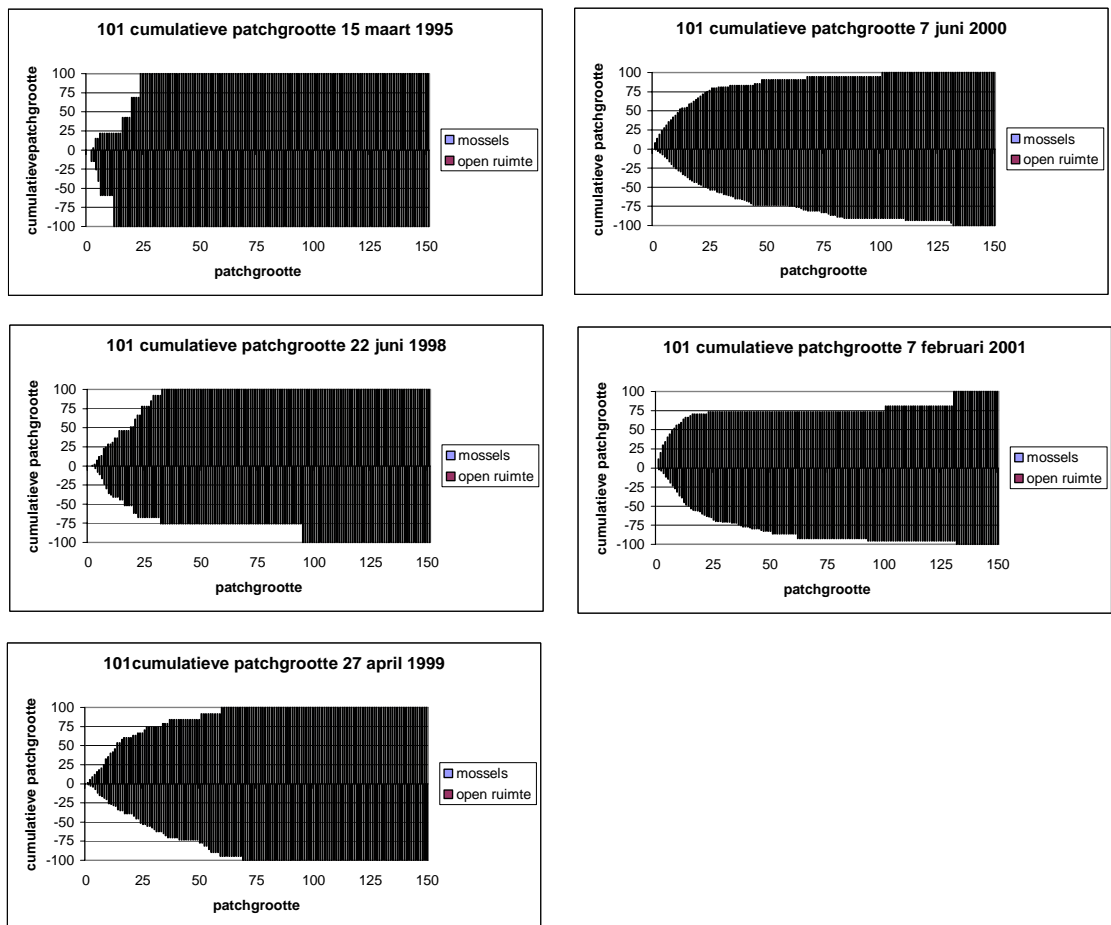 101 cumulatieve patchgrootte 15 maart 1995
cumulatievepatchgrootte
100
75
50
25
0
-25
-50
-75
-100
0 25 50 75 100 125 150
patchgrootte
mossels
open ruimte
101 cumulatieve patchgrootte 7 juni 2000
cumulatieve patchgrootte
100
75
50
25
0
-25
-50
-75
-100
0 25 50 75 100 125 150
patchgrootte
mossels
open ruimte
101 cumulatieve patchgrootte 22 juni 1998
cumulatieve patchgrootte
100
75
50
25
0
-25
-50
-75
-100
0 25 50 75 100 125 150
patchgrootte
mossels
open ruimte
101 cumulatieve patchgrootte 7 februari 2001
cumulatieve patchgrootte
100
75
50
25
0
-25
-50
-75
-100
0 25 50 75 100 125 150
patchgrootte
mossels
open ruimte
101cumulatieve patchgrootte 27 april 1999
cumulatieve patchgrootte
100
75
50
25
0
-25
-50
-75
-100
0 25 50 75 100 125 150
patchgrootte
mossels
open ruimte